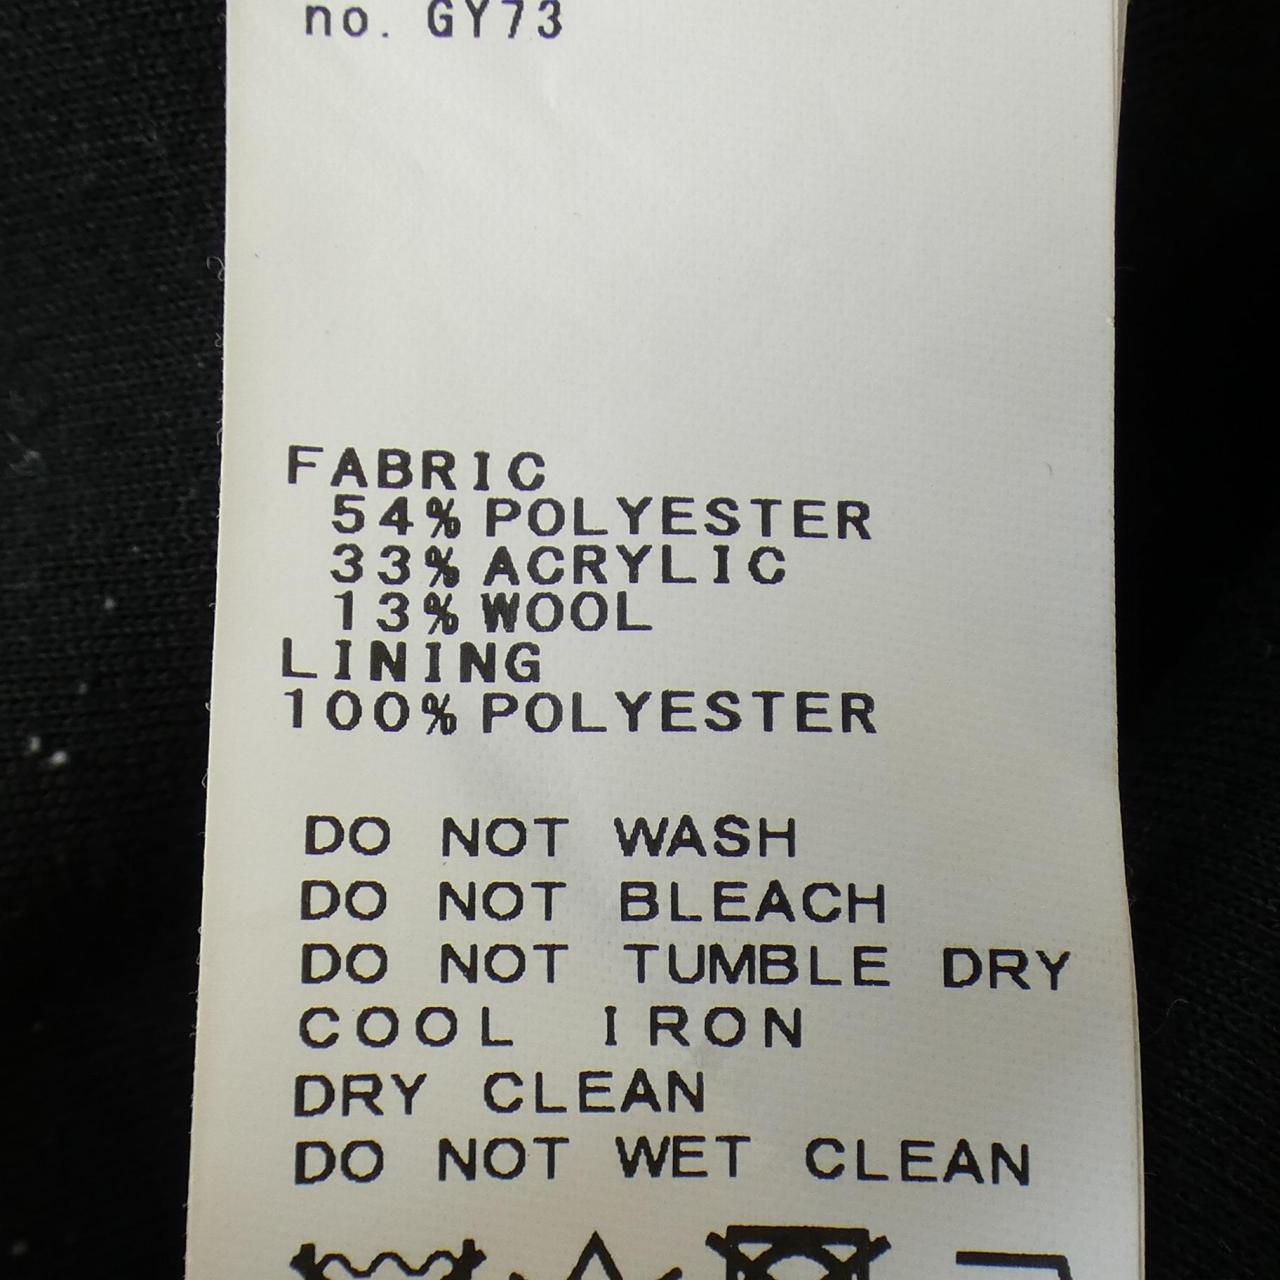 no. GY73
FABRIC
54% POLYESTER
33% ACRYLIC
13% WOOL
LINING
100% POLYESTER
DO NOT WASH
DO NOT BLEACH
DO NOT TUMBLE DRY
COOL IRON
DRY CLEAN
DO NOT WET CLEAN